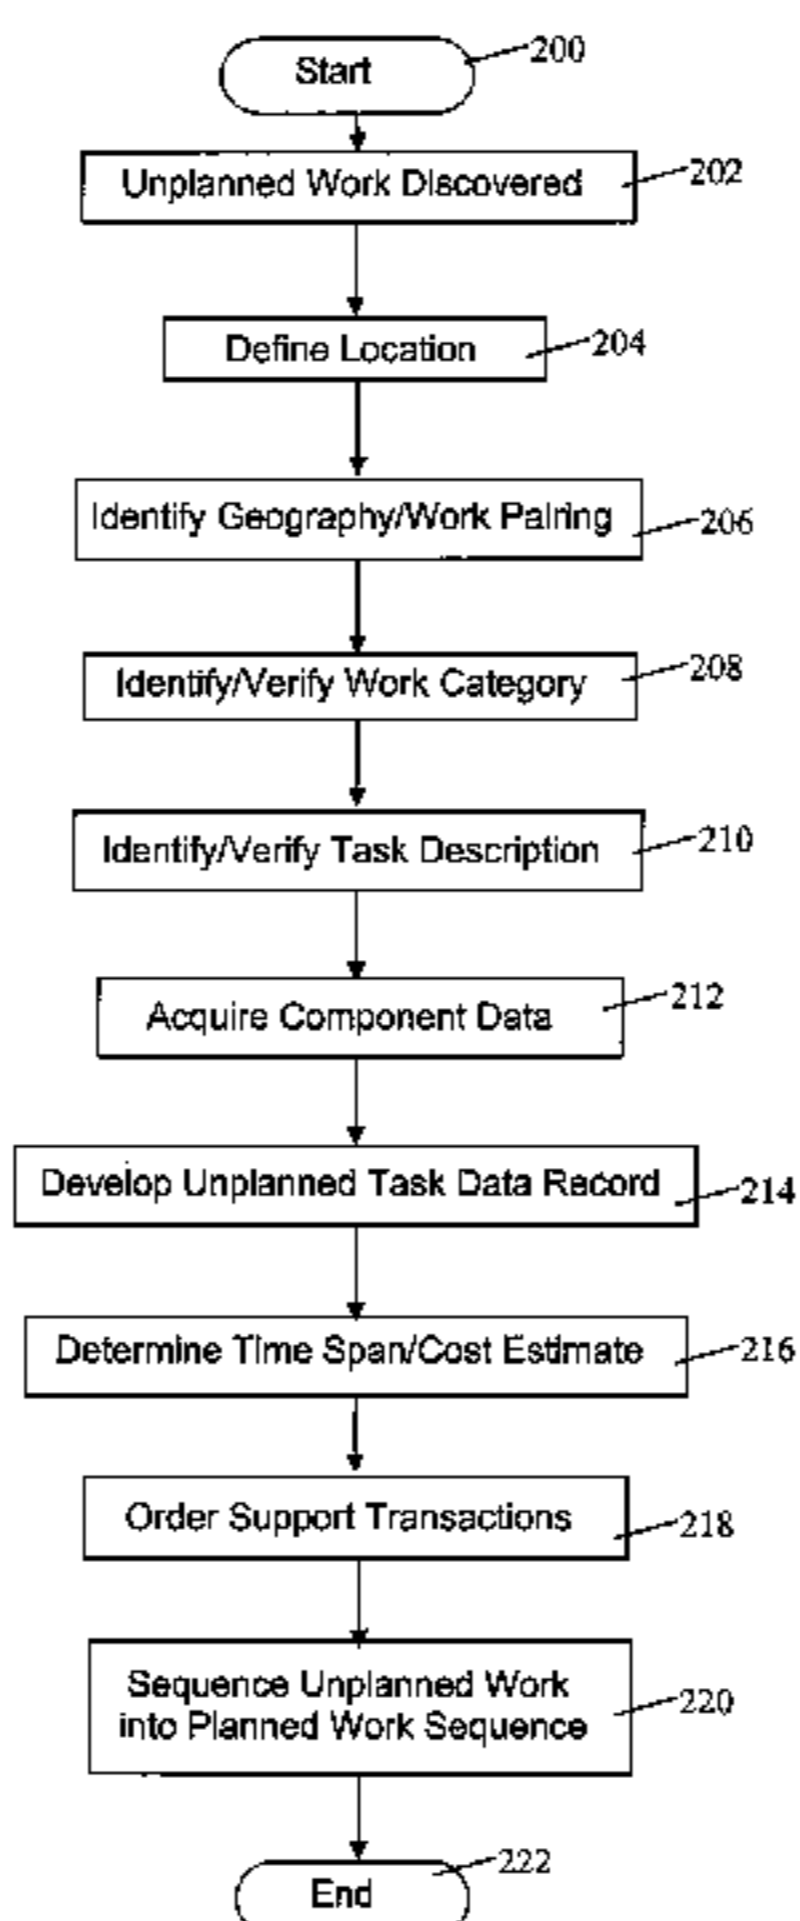 Start 200
Unplanned Work Discovered 202
Define Location 204
Identify Geography/Work Pairing 206
Identify/Verify Work Category 208
Identify/Verify Task Description 210
Acquire Component Data 212
Develop Unplanned Task Data Record 214
Determine Time Span/Cost Estimate 216
Order Support Transactions 218
Sequence Unplanned Work
into Planned Work Sequence 220
End 222